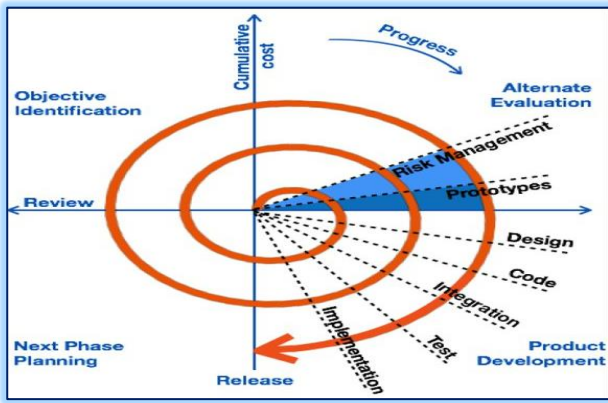 Progress
Cumulative
cost
Objective
Identification
Alternate
Evaluation
Risk Management
Review
Prototypes
Design
Code
Integration
Test
Implementation
Next Phase
Planning
Product
Development
Release